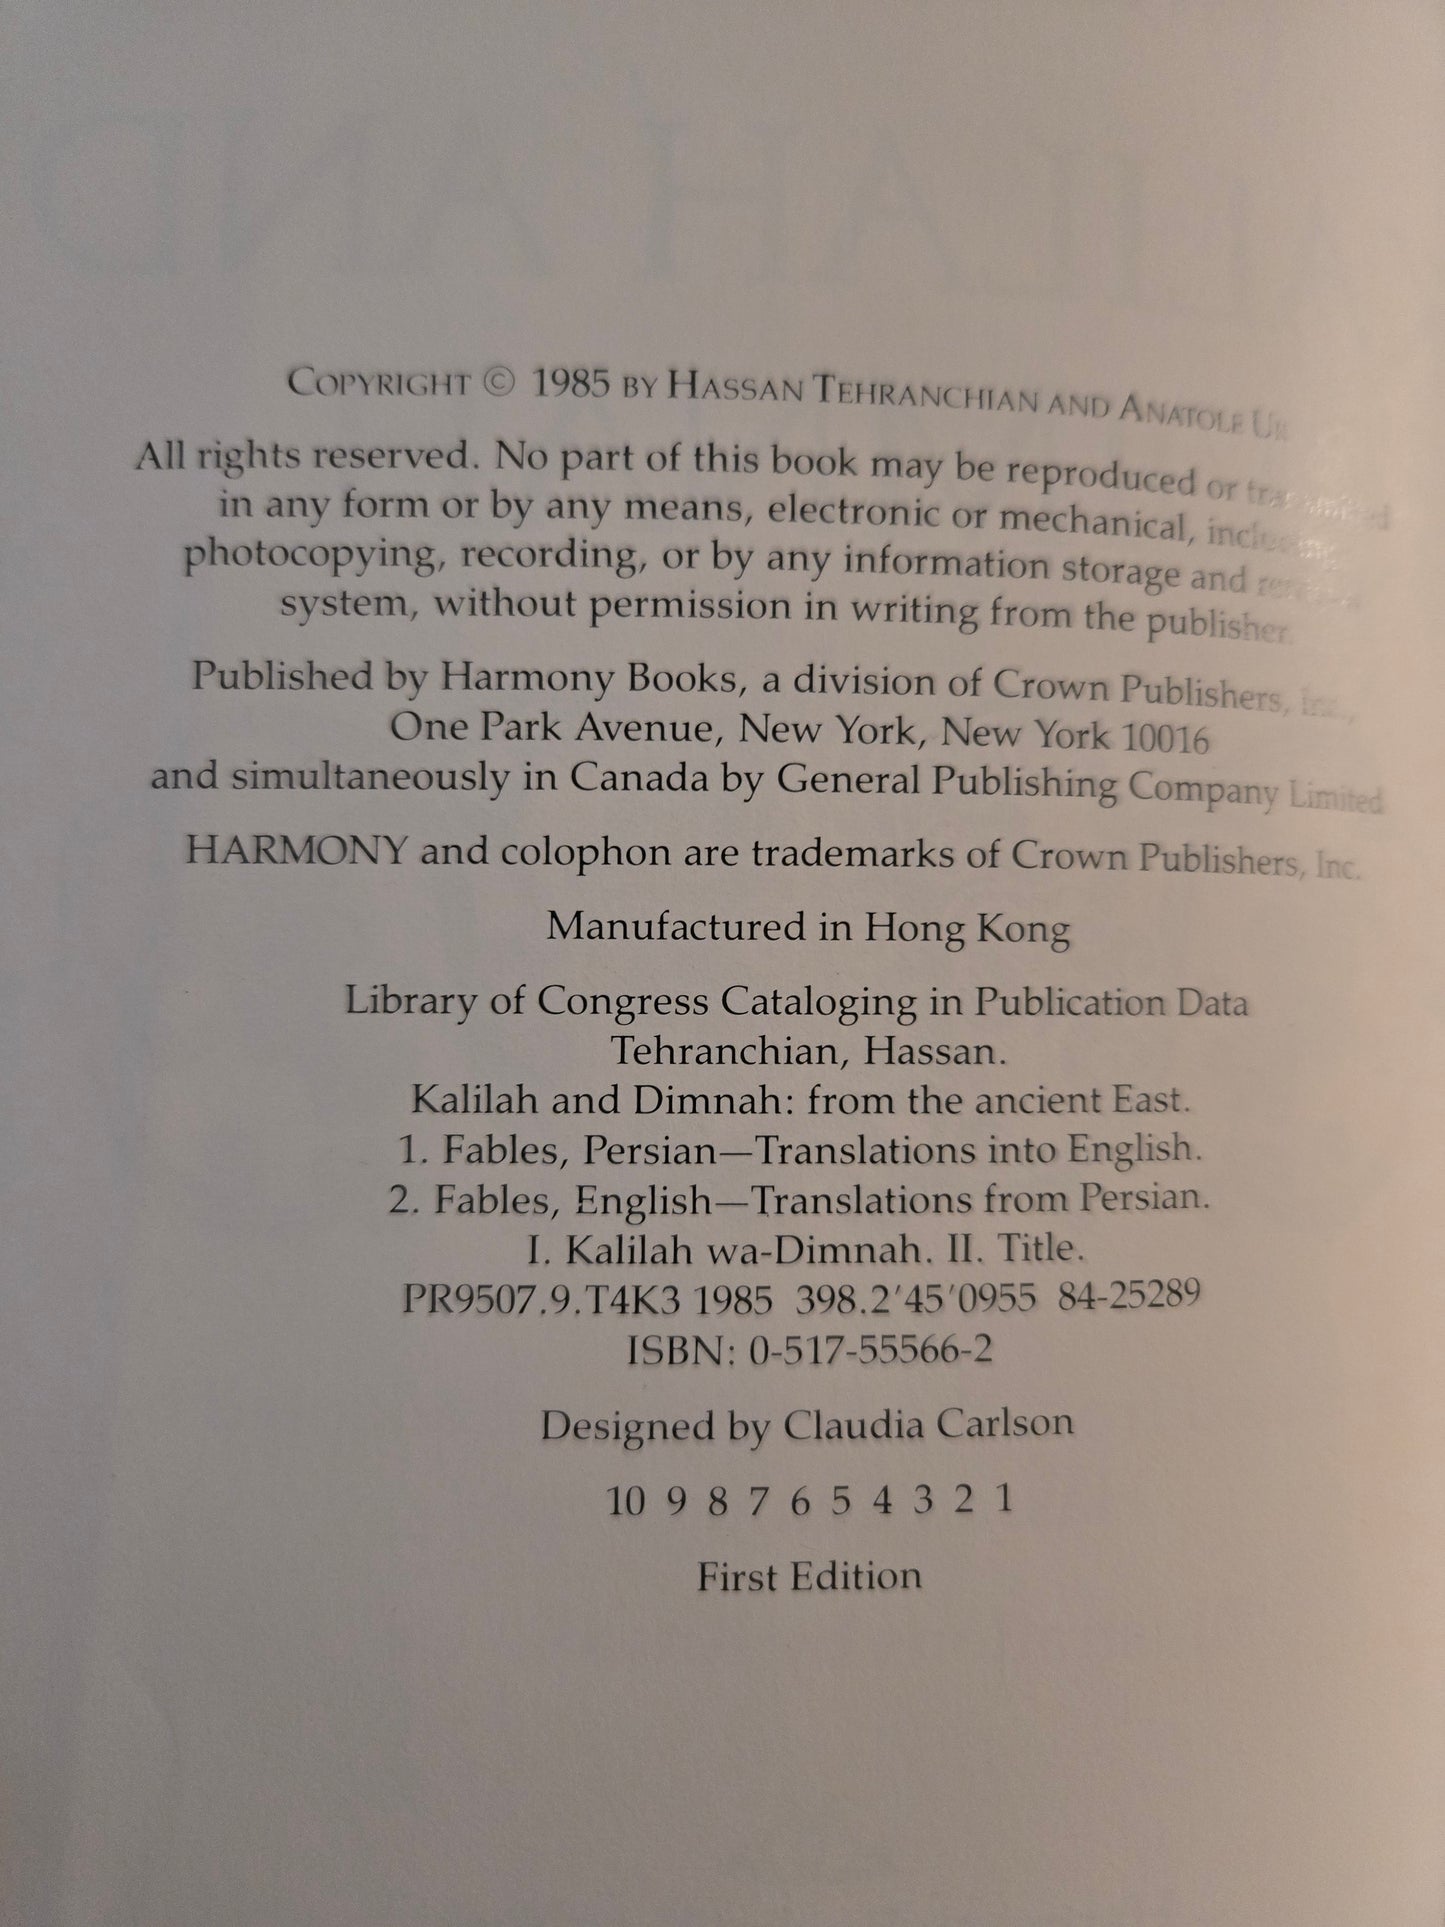 COPYRIGHT © 1985 BY HASSAN TEHRANCHIAN AND ANATOLE
All rights reserved. No part of this book may be reproduced or transmitted
in any form or by any means, electronic or mechanical, including
photocopying, recording, or by any information storage and
system, without permission in writing from the publisher.
Published by Harmony Books, a division of Crown Publishers, Inc.,
One Park Avenue, New York, New York 10016
and simultaneously in Canada by General Publishing Company Limited
HARMONY and colophon are trademarks of Crown Publishers, Inc.
Manufactured in Hong Kong
Library of Congress Cataloging in Publication Data
Tehranchian, Hassan.
Kalilah and Dimnah: from the ancient East.
1. Fables, Persian—Translations into English.
2. Fables, English—Translations from Persian.
I. Kalilah wa-Dimnah. II. Title.
PR9507.9.T4K3 1985 398.2′45′0955 84-25289
ISBN: 0-517-55566-2
Designed by Claudia Carlson
10 9 8 7 6 5 4 3 2 1
First Edition